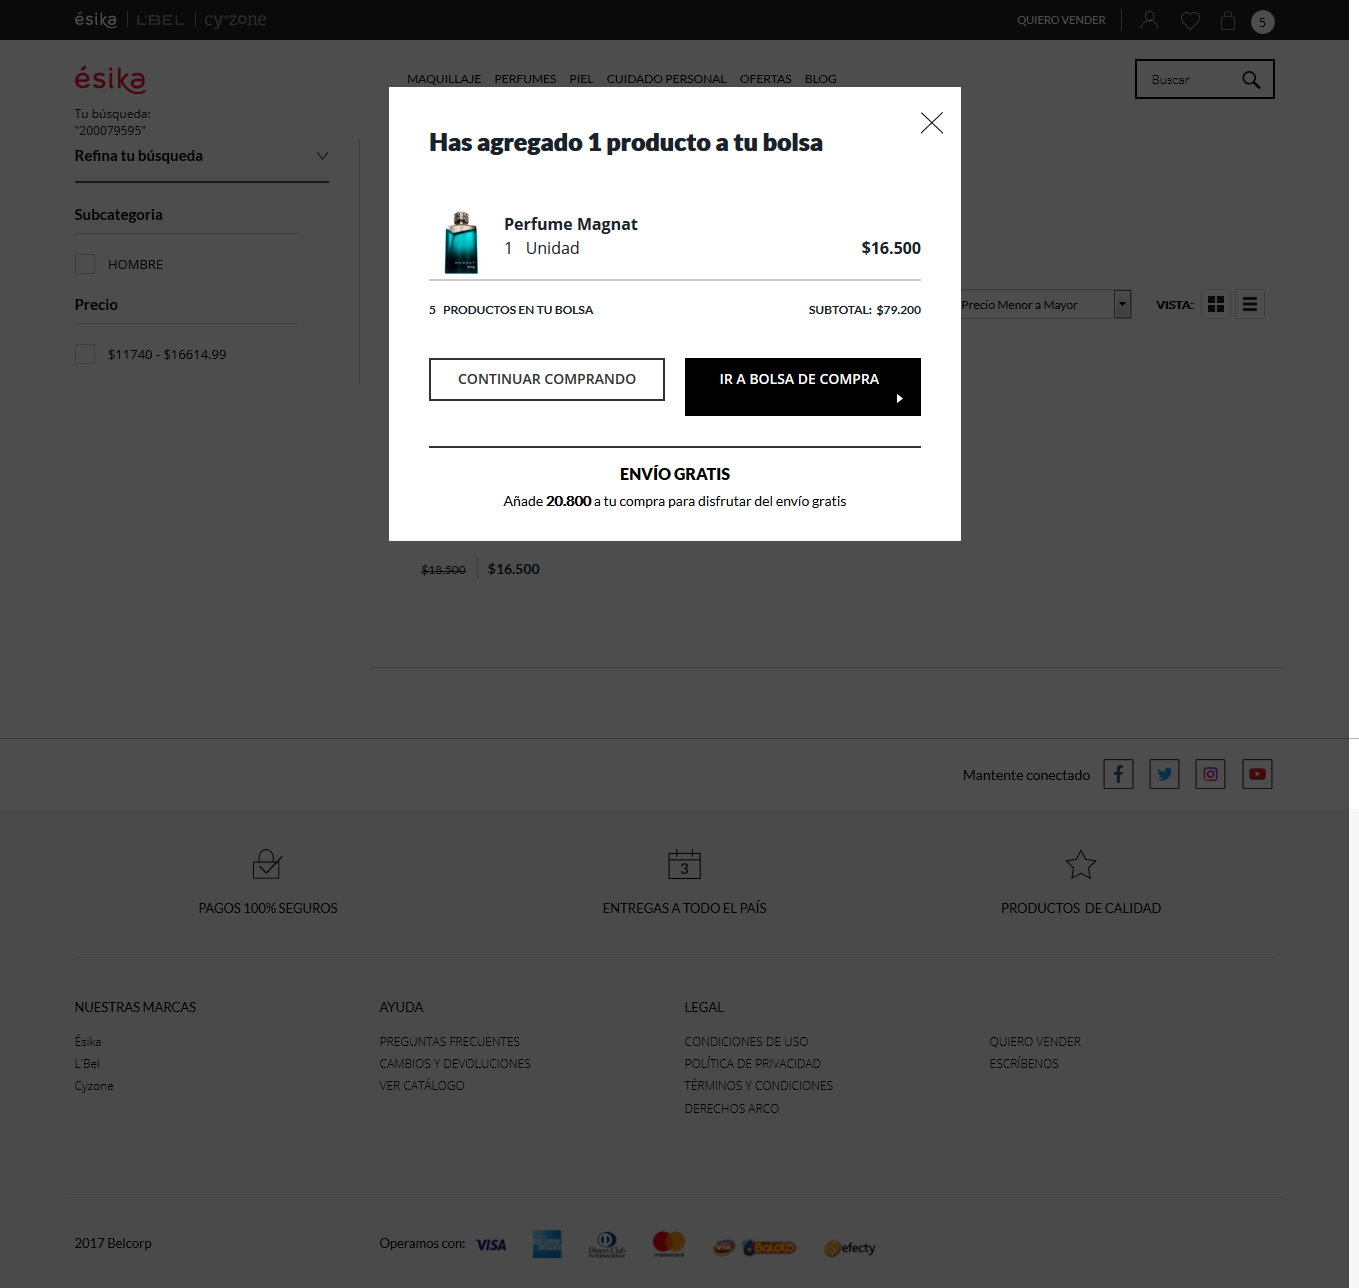 ésika L'BEL cy°zone QUIERO VENDER 5
ésika MAQUILLAJE PERFUMES PIEL CUIDADO PERSONAL OFERTAS BLOG Buscar
Tu búsqueda:
"200079595"
Refina tu búsqueda
Subcategoria
HOMBRE
Precio
$11740 - $16614.99
Has agregado 1 producto a tu bolsa
Perfume Magnat
1 Unidad $16.500
5 PRODUCTOS EN TU BOLSA SUBTOTAL: $79.200
CONTINUAR COMPRANDO IR A BOLSA DE COMPRA
ENVÍO GRATIS
Añade 20.800 a tu compra para disfrutar del envío gratis
Precio Menor a Mayor VISTA:
$18.500 $16.500
Mantente conectado
3
PAGOS 100% SEGUROS ENTREGAS A TODO EL PAÍS PRODUCTOS DE CALIDAD
NUESTRAS MARCAS AYUDA LEGAL
Ésika PREGUNTAS FRECUENTES CONDICIONES DE USO QUIERO VENDER
L'Bel CAMBIOS Y DEVOLUCIONES POLÍTICA DE PRIVACIDAD ESCRÍBENOS
Cyzone VER CATÁLOGO TÉRMINOS Y CONDICIONES
DERECHOS ARCO
2017 Belcorp Operamos con: VISA Diners Club INTERNATIONAL mastercard Baloto efecty